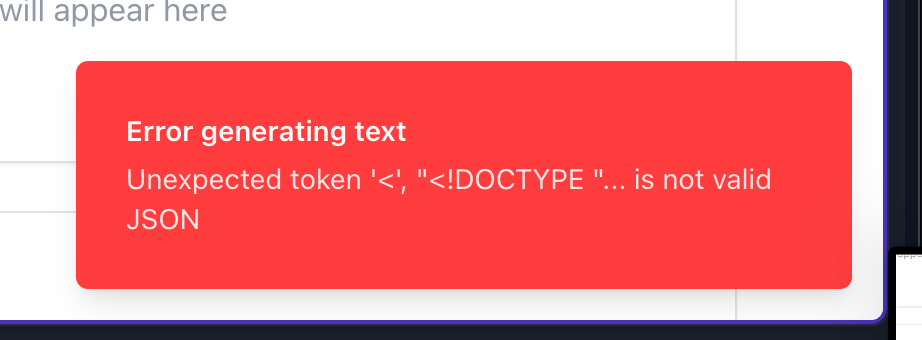 will appear here
Error generating text
Unexpected token '<', "<!DOCTYPE "... is not valid
JSON